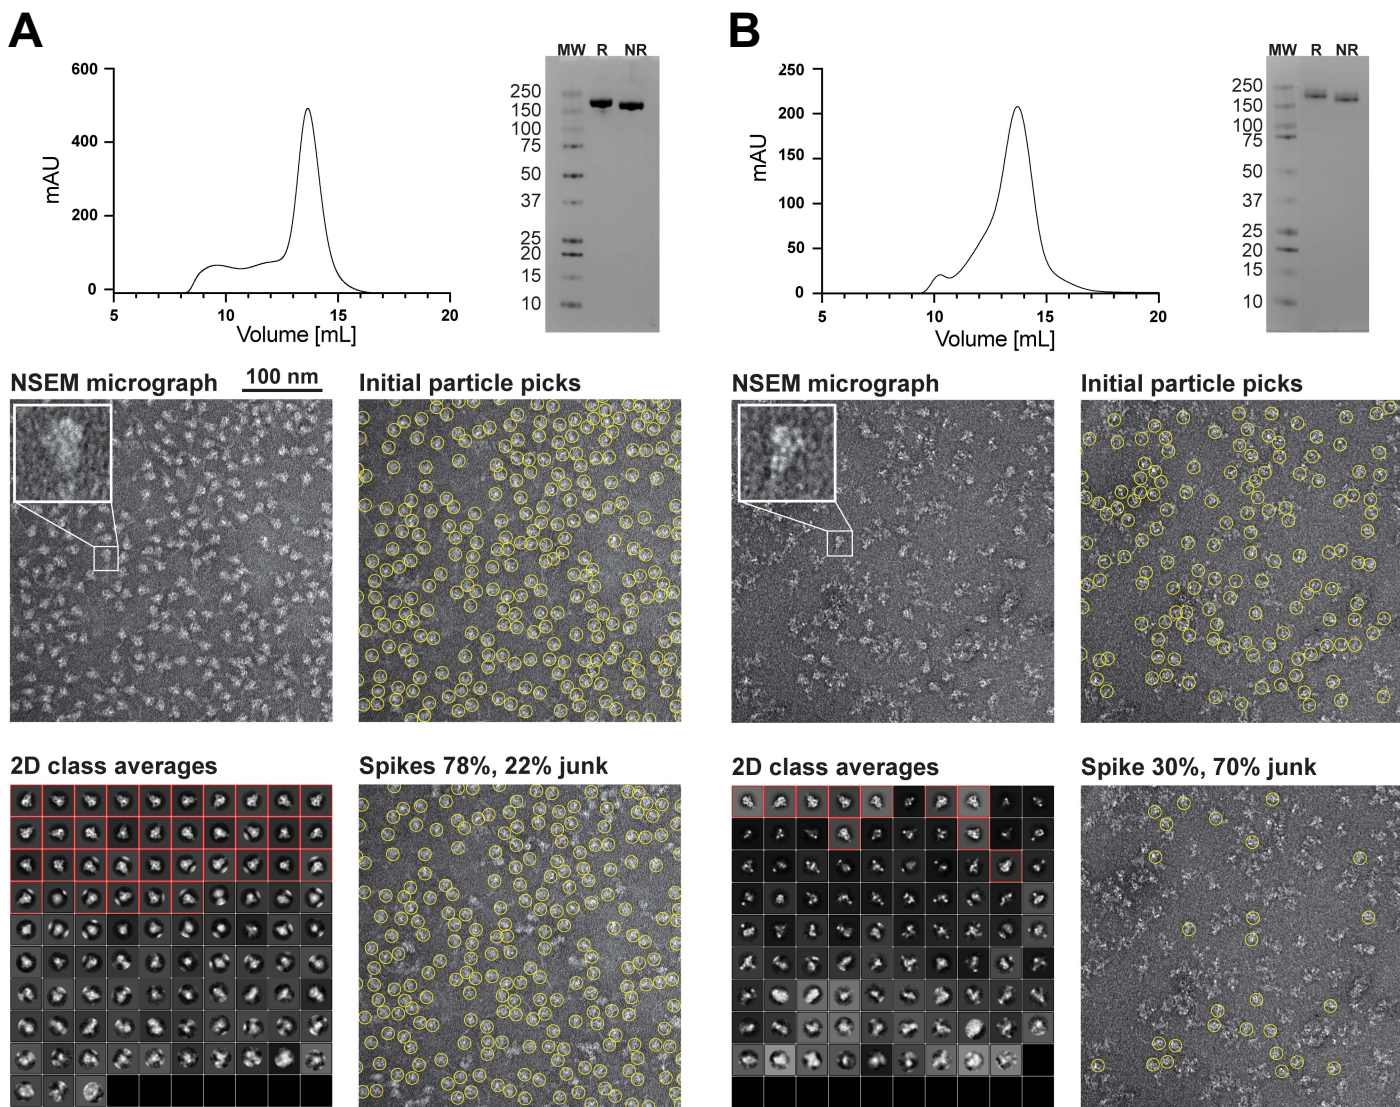 A
600
400
200
0
mAU
5
10
15
20
Volume [mL]
MW R NR
250
150
100
75
50
37
25
20
15
10
NSEM micrograph
100 nm
Initial particle picks
2D class averages
Spikes 78%, 22% junk
B
250
200
150
100
50
0
mAU
5
10
15
20
Volume [mL]
MW R NR
250
150
100
75
50
37
25
20
15
10
NSEM micrograph
Initial particle picks
2D class averages
Spike 30%, 70% junk